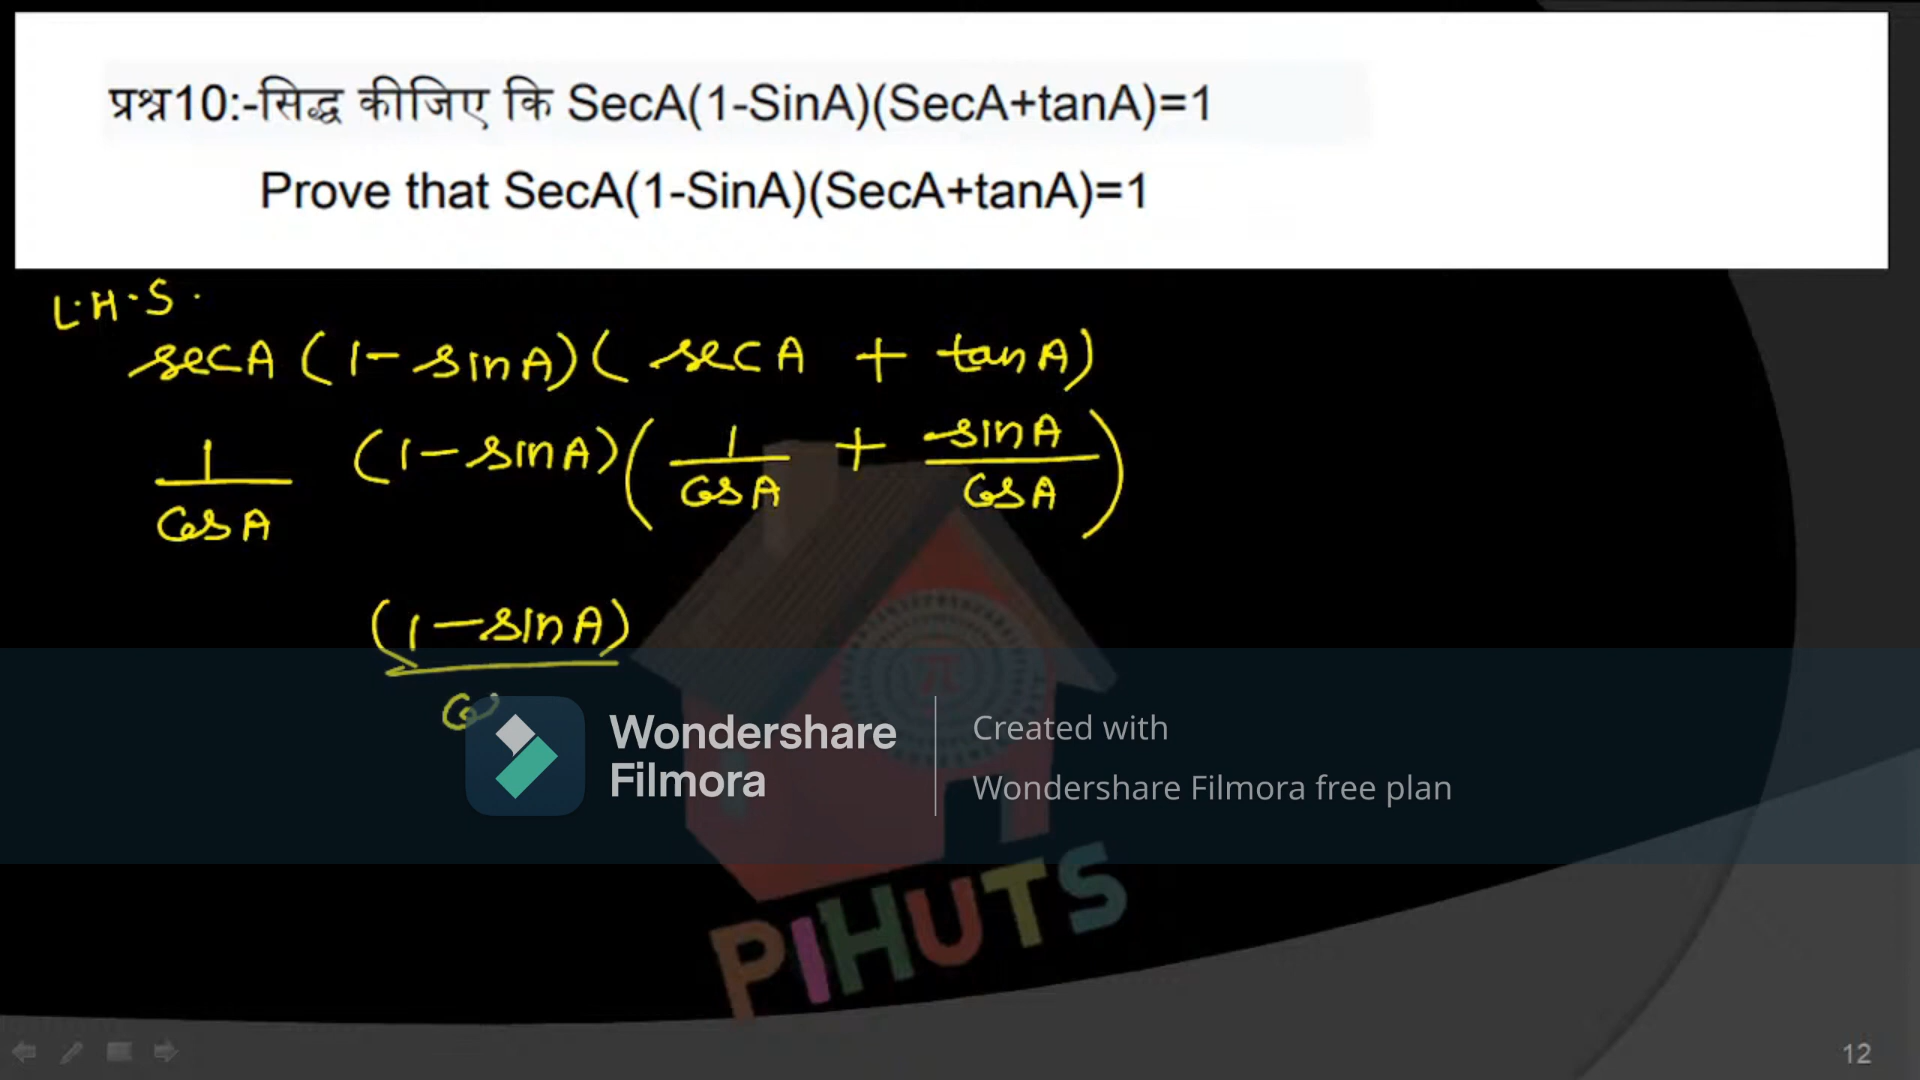 प्रश्न10:-सिद्ध कीजिए कि SecA(1-SinA)(SecA+tanA)=1
Prove that SecA(1-SinA)(SecA+tanA)=1
L.H.S.
secA (1- sinA)( secA + tanA)
1/CosA (1-sinA)(1/CosA + sinA/CosA)
(1-sinA)
Co
Wondershare Filmora
Created with
Wondershare Filmora free plan
PIHUTS
12